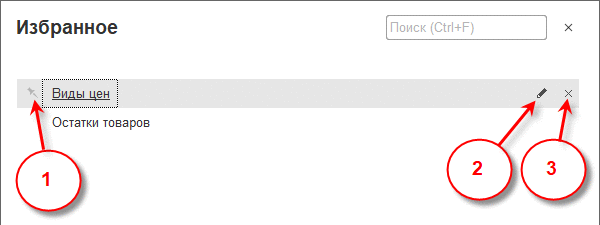 Избранное
Поиск (Ctrl+F)
Виды цен
Остатки товаров
1
2
3